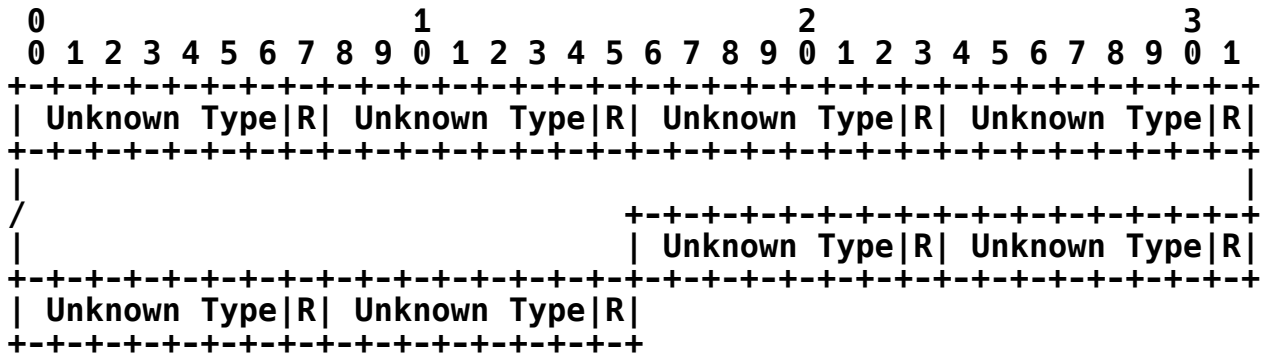 0                   1                   2                   3
 0 1 2 3 4 5 6 7 8 9 0 1 2 3 4 5 6 7 8 9 0 1 2 3 4 5 6 7 8 9 0 1
+-+-+-+-+-+-+-+-+-+-+-+-+-+-+-+-+-+-+-+-+-+-+-+-+-+-+-+-+-+-+-+-+
| Unknown Type|R| Unknown Type|R| Unknown Type|R| Unknown Type|R|
+-+-+-+-+-+-+-+-+-+-+-+-+-+-+-+-+-+-+-+-+-+-+-+-+-+-+-+-+-+-+-+-+
|                                                               |
/                               +-+-+-+-+-+-+-+-+-+-+-+-+-+-+-+-+
|                               | Unknown Type|R| Unknown Type|R|
+-+-+-+-+-+-+-+-+-+-+-+-+-+-+-+-+-+-+-+-+-+-+-+-+-+-+-+-+-+-+-+-+
| Unknown Type|R| Unknown Type|R|
+-+-+-+-+-+-+-+-+-+-+-+-+-+-+-+-+